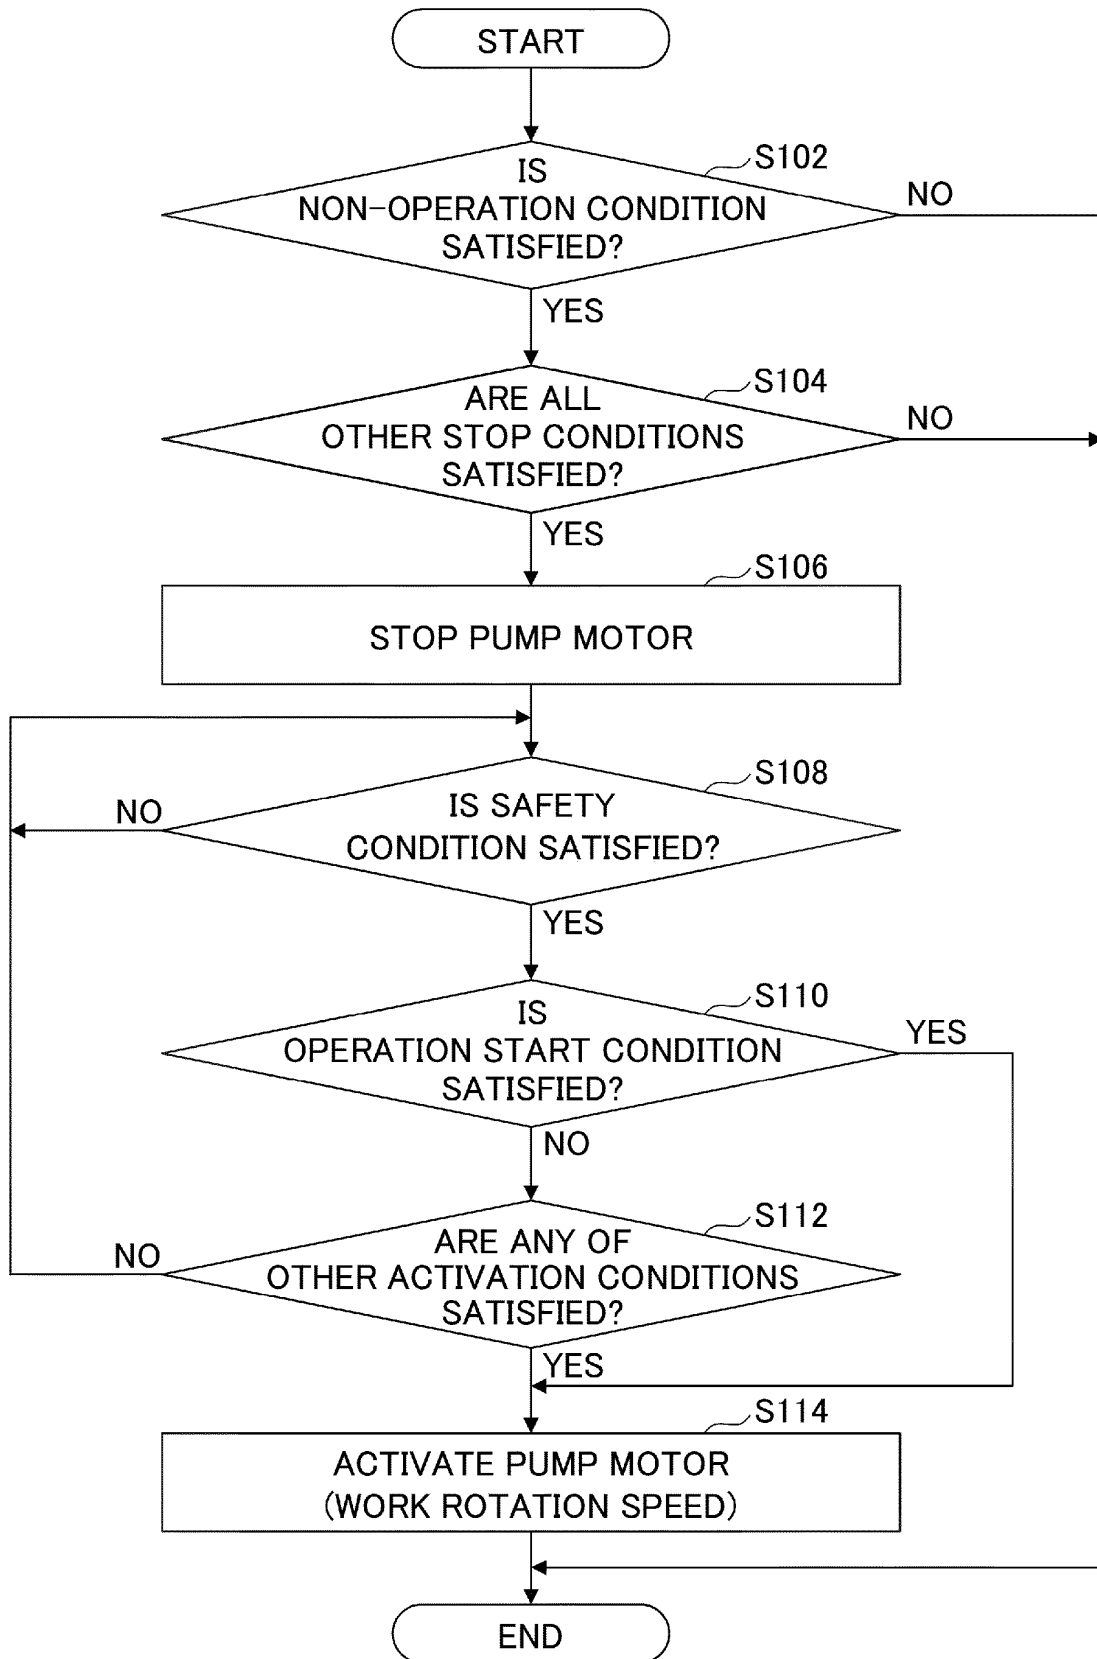 START
S102
IS
NON-OPERATION CONDITION
SATISFIED?
NO
YES
S104
ARE ALL
OTHER STOP CONDITIONS
SATISFIED?
NO
YES
S106
STOP PUMP MOTOR
S108
NO
IS SAFETY
CONDITION SATISFIED?
YES
S110
IS
OPERATION START CONDITION
SATISFIED?
YES
NO
S112
NO
ARE ANY OF
OTHER ACTIVATION CONDITIONS
SATISFIED?
YES
S114
ACTIVATE PUMP MOTOR
(WORK ROTATION SPEED)
END